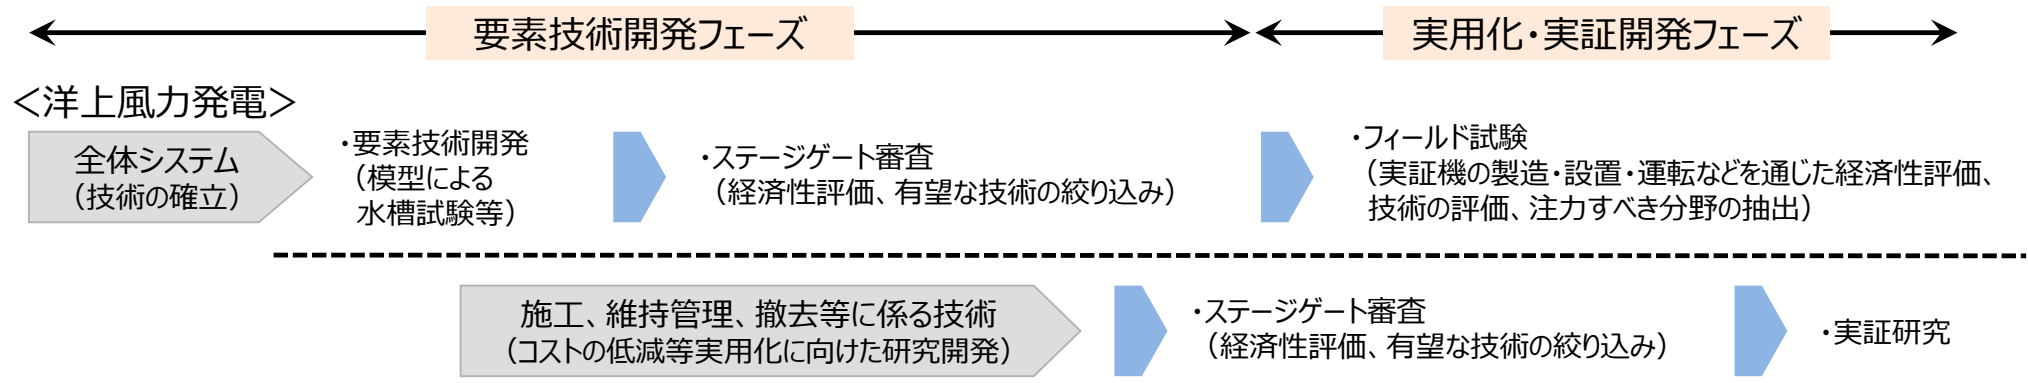 要素技術開発フェーズ
実用化・実証開発フェーズ
＜洋上風力発電＞
全体システム
（技術の確立）
・要素技術開発
（模型による
水槽試験等）
・ステージゲート審査
（経済性評価、有望な技術の絞り込み）
・フィールド試験
（実証機の製造・設置・運転などを通じた経済性評価、
技術の評価、注力すべき分野の抽出）
施工、維持管理、撤去等に係る技術
（コストの低減等実用化に向けた研究開発）
・ステージゲート審査
（経済性評価、有望な技術の絞り込み）
・実証研究